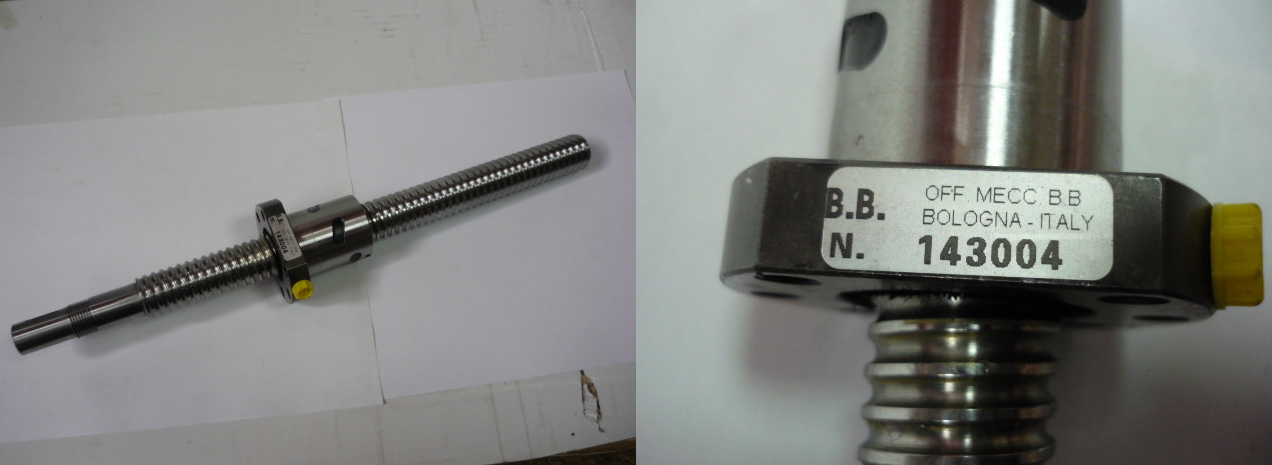 B.B.
OFF. MECC. B.B
BOLOGNA - ITALY
N. 143004